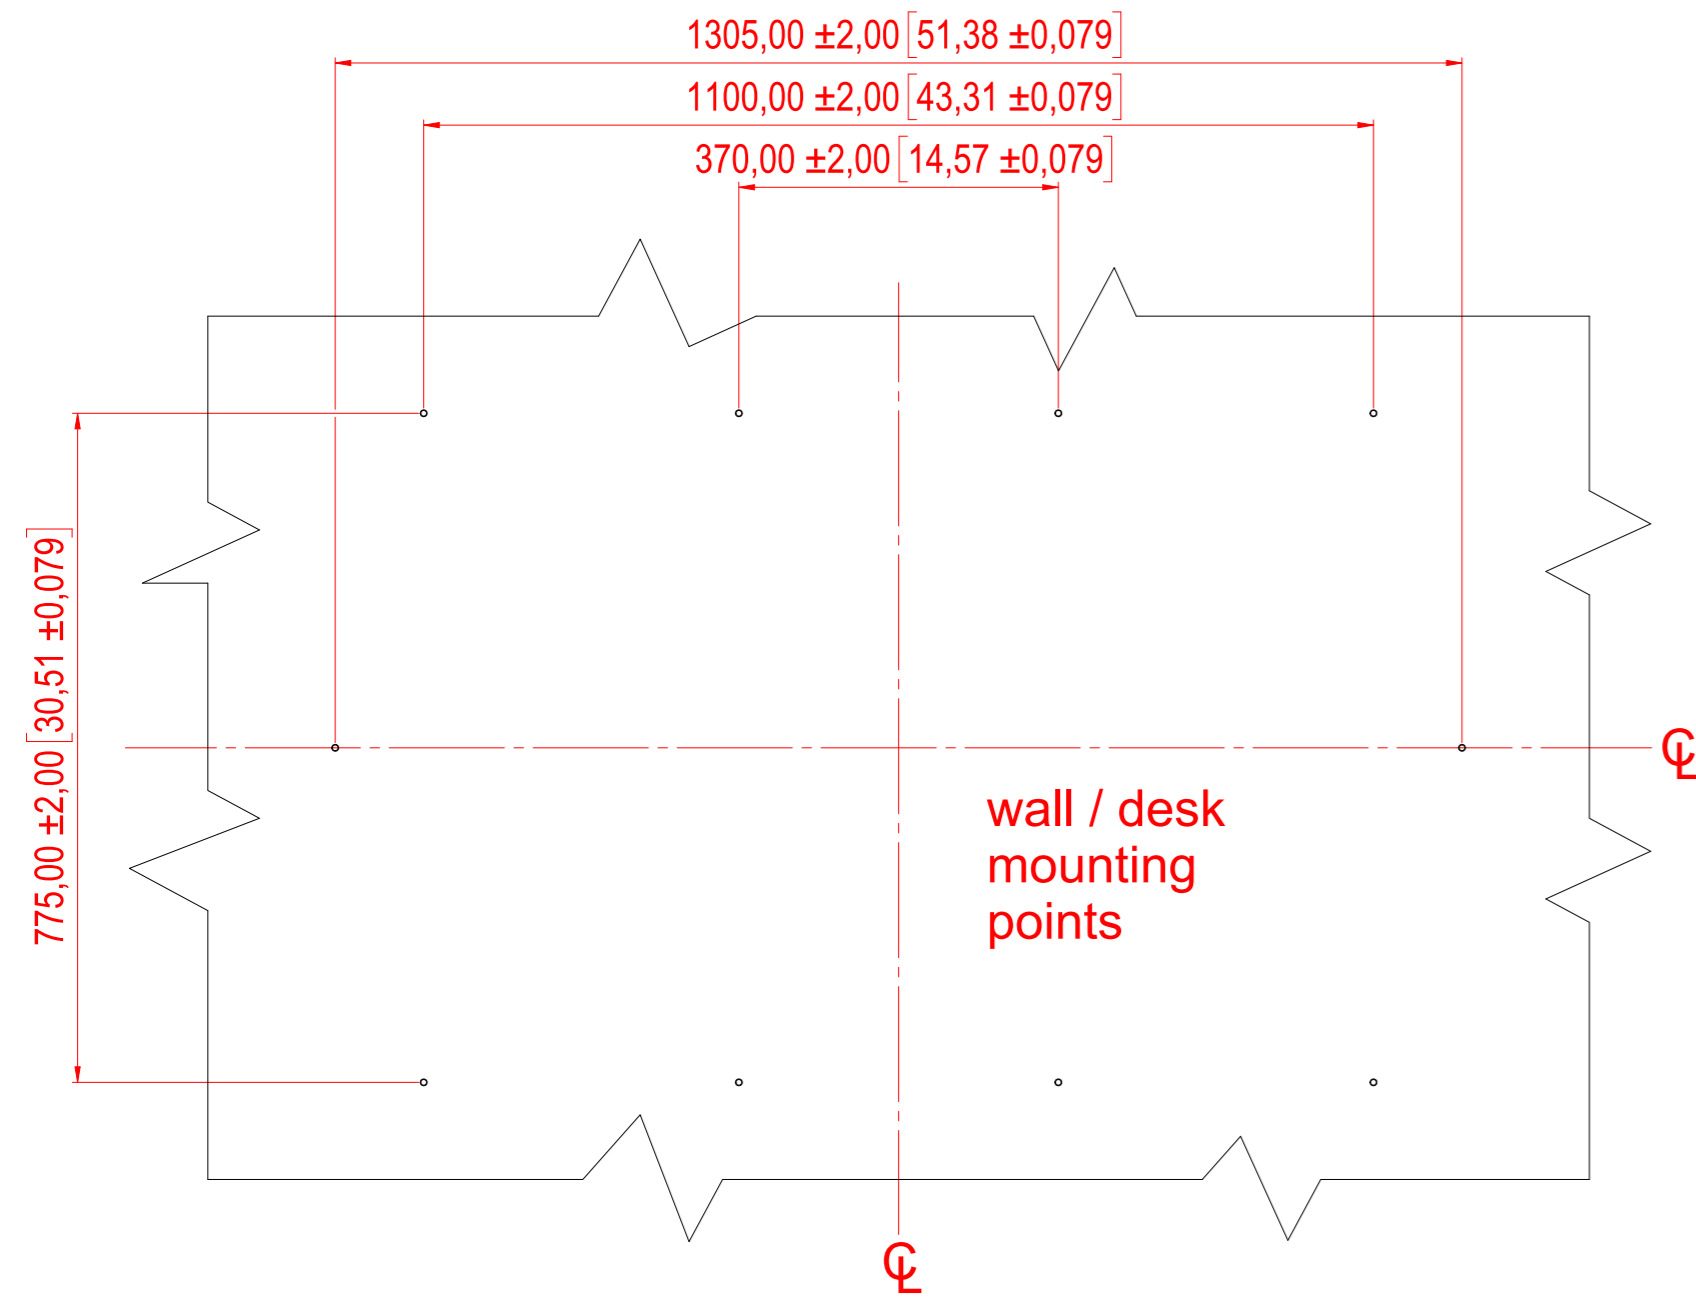 1305,00 ±2,00 [51,38 ±0,079]
1100,00 ±2,00 [43,31 ±0,079]
370,00 ±2,00 [14,57 ±0,079]
775,00 ±2,00 [30,51 ±0,079]
℄
wall / desk
mounting
points
℄